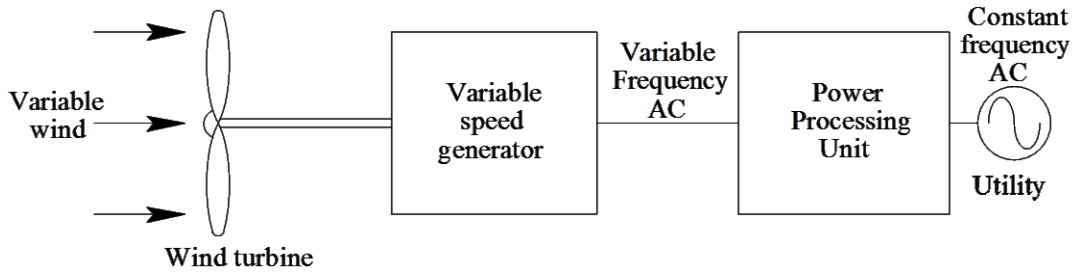 Variable
wind
Wind turbine
Variable
speed
generator
Variable
Frequency
AC
Power
Processing
Unit
Constant
frequency
AC
Utility